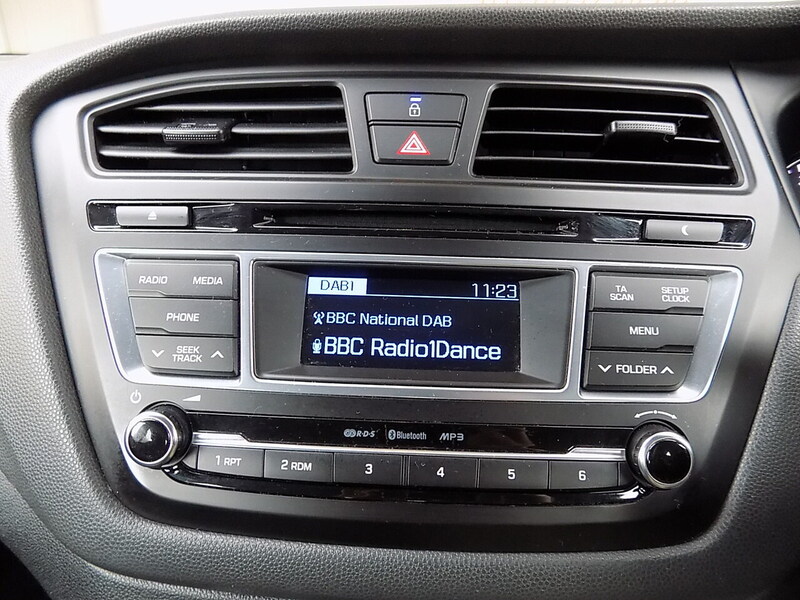 RADIO MEDIA
PHONE
SEEK
TRACK
DAB1 11:23
BBC National DAB
BBC Radio1Dance
TA
SCAN
SETUP
CLOCK
MENU
FOLDER
R·D·S Bluetooth MP3
1 RPT 2 RDM 3 4 5 6